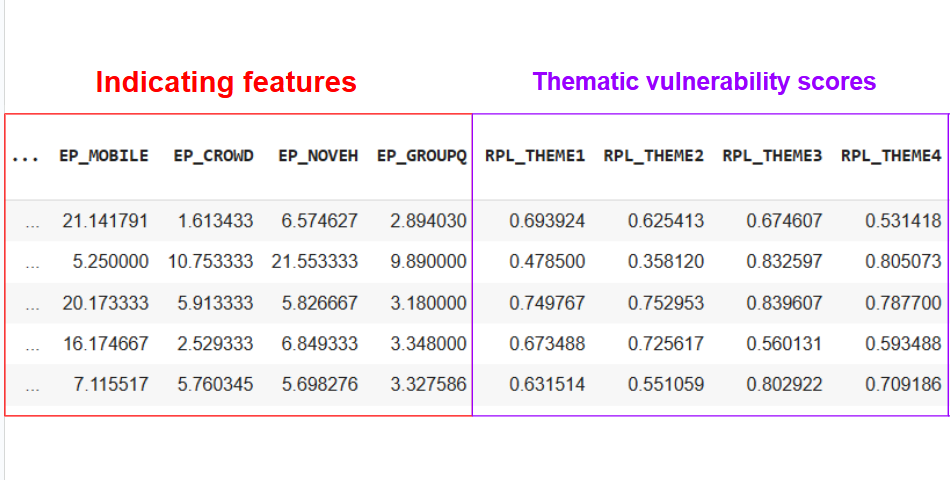 Indicating features Thematic vulnerability scores
... EP_MOBILE EP_CROWD EP_NOVEH EP_GROUPQ RPL_THEME1 RPL_THEME2 RPL_THEME3 RPL_THEME4
... 21.141791 1.613433 6.574627 2.894030 0.693924 0.625413 0.674607 0.531418
... 5.250000 10.753333 21.553333 9.890000 0.478500 0.358120 0.832597 0.805073
... 20.173333 5.913333 5.826667 3.180000 0.749767 0.752953 0.839607 0.787700
... 16.174667 2.529333 6.849333 3.348000 0.673488 0.725617 0.560131 0.593488
... 7.115517 5.760345 5.698276 3.327586 0.631514 0.551059 0.802922 0.709186